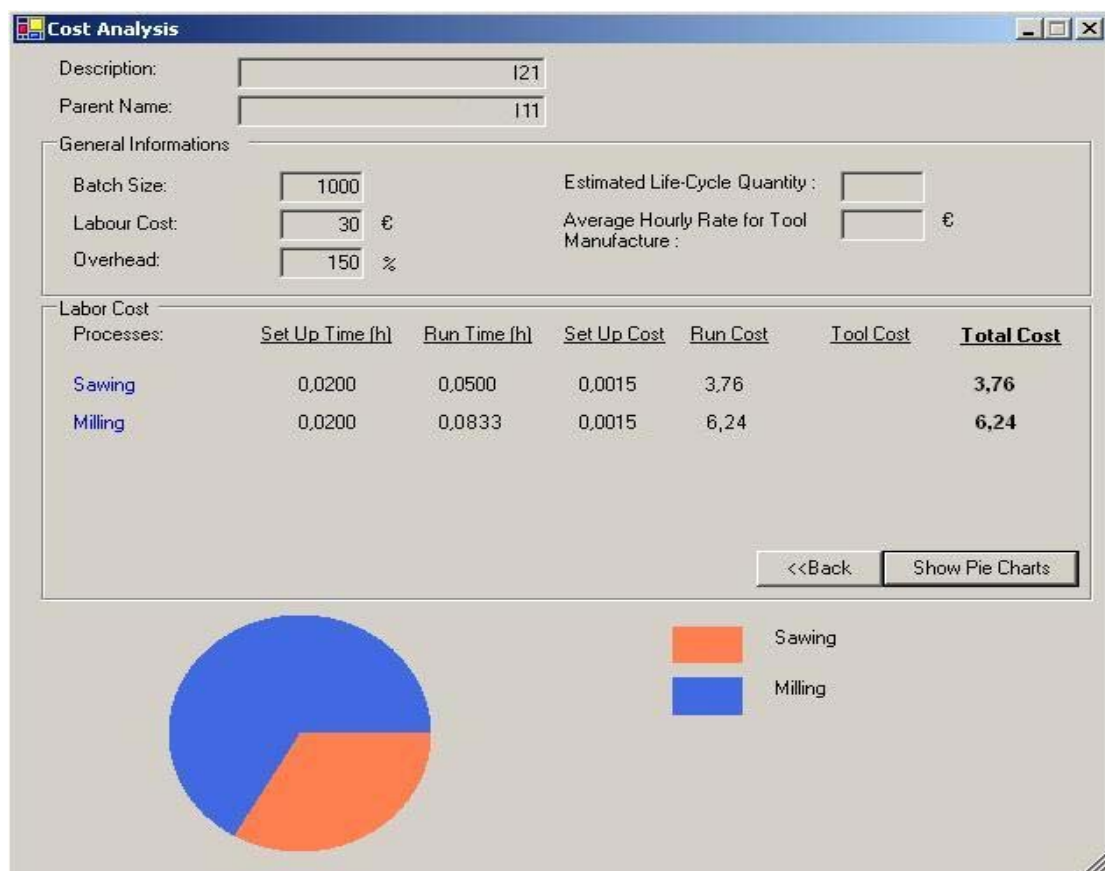 Cost Analysis
Description: I21
Parent Name: I11
General Informations
Batch Size: 1000
Estimated Life-Cycle Quantity :
Labour Cost: 30 €
Average Hourly Rate for Tool Manufacture : €
Overhead: 150 %
Labor Cost
Processes: Set Up Time (h) Run Time (h) Set Up Cost Run Cost Tool Cost Total Cost
Sawing 0,0200 0,0500 0,0015 3,76 3,76
Milling 0,0200 0,0833 0,0015 6,24 6,24
<<Back Show Pie Charts
Sawing
Milling